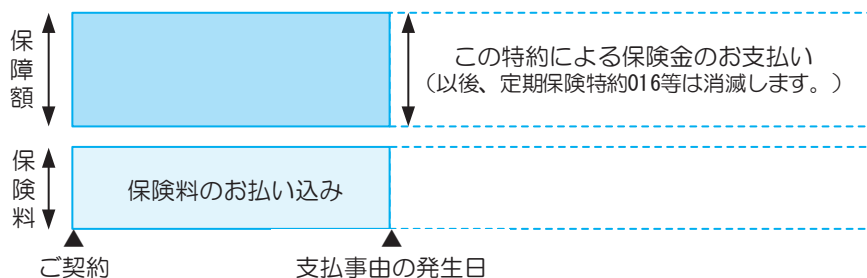 保障額
この特約による保険金のお支払い
（以後、定期保険特約016等は消滅します。）
保険料
保険料のお払い込み
ご契約
支払事由の発生日